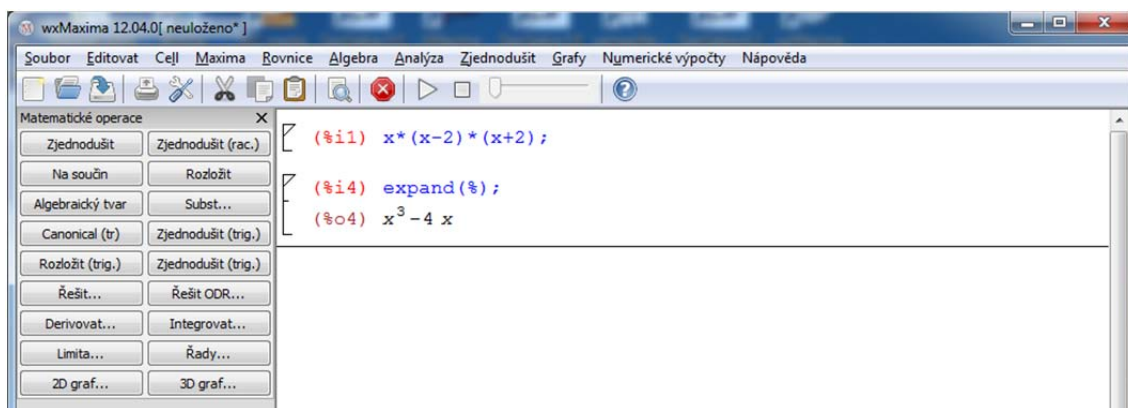 wxMaxima 12.04.0[ neuloženo* ]
Soubor Editovat Cell Maxima Rovnice Algebra Analýza Zjednodušit Grafy Numerické výpočty Nápověda
Matematické operace
Zjednodušit Zjednodušit (rac.)
Na součin Rozložit
Algebraický tvar Subst...
Canonical (tr) Zjednodušit (trig.)
Rozložit (trig.) Zjednodušit (trig.)
Řešit... Řešit ODR...
Derivovat... Integrovat...
Limita... Řady...
2D graf... 3D graf...
(%i1) x*(x-2)*(x+2);
(%i4) expand(%);
(%o4) x³-4 x